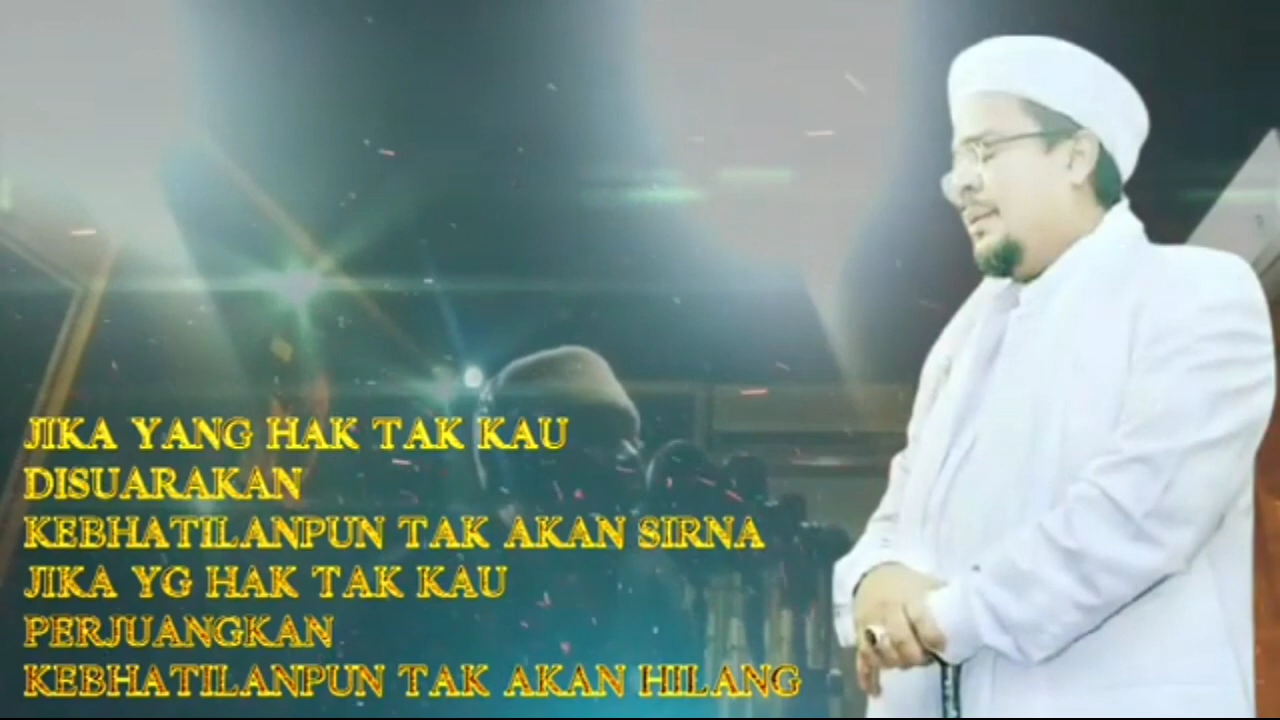 JIKA YANG HAK TAK KAU
DISUARAKAN
KEBHATILANPUN TAK AKAN SIRNA
JIKA YG HAK TAK KAU
PERJUANGKAN
KEBHATILANPUN TAK AKAN HILANG